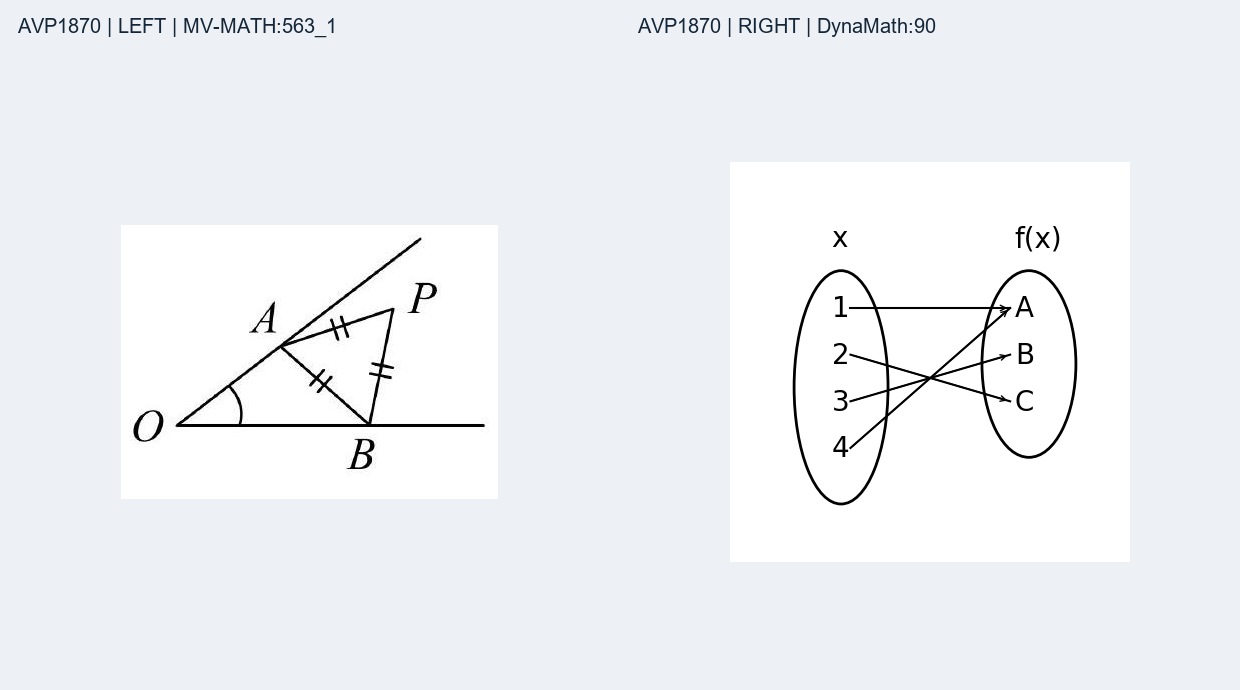 AVP1870 | LEFT | MV-MATH:563_1
AVP1870 | RIGHT | DynaMath:90
A
P
O
B
x f(x)
1 A
2 B
3 C
4